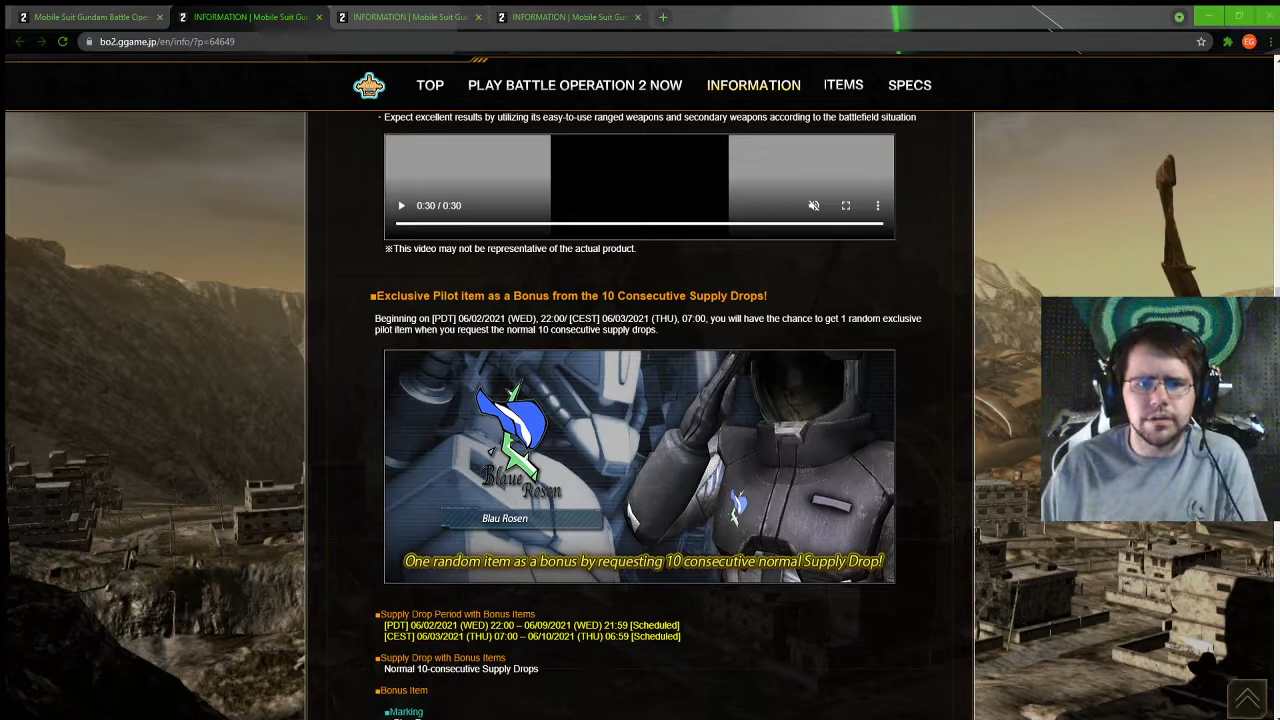 Mobile Suit Gundam Battle Ope
INFORMATION | Mobile Suit Gu
INFORMATION | Mobile Suit Gu
INFORMATION | Mobile Suit Gu
bo2.ggame.jp/en/info/?p=64649
EG
TOP
PLAY BATTLE OPERATION 2 NOW
INFORMATION
ITEMS
SPECS
・Expect excellent results by utilizing its easy-to-use ranged weapons and secondary weapons according to the battlefield situation
0:30 / 0:30
※This video may not be representative of the actual product.
■Exclusive Pilot item as a Bonus from the 10 Consecutive Supply Drops!
Beginning on [PDT] 06/02/2021 (WED), 22:00/ [CEST] 06/03/2021 (THU), 07:00, you will have the chance to get 1 random exclusive
pilot item when you request the normal 10 consecutive supply drops.
Blaue
Rosen
Blau Rosen
One random item as a bonus by requesting 10 consecutive normal Supply Drop!
■Supply Drop Period with Bonus Items
[PDT] 06/02/2021 (WED) 22:00 – 06/09/2021 (WED) 21:59 [Scheduled]
[CEST] 06/03/2021 (THU) 07:00 – 06/10/2021 (THU) 06:59 [Scheduled]
■Supply Drop with Bonus Items
Normal 10-consecutive Supply Drops
■Bonus Item
■Marking